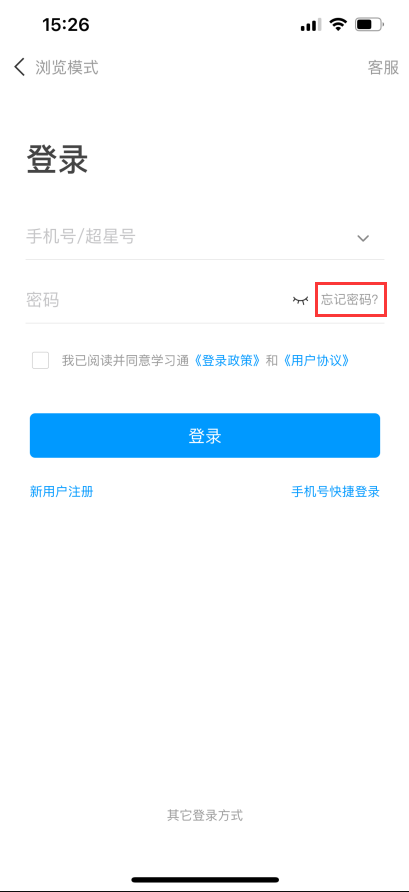 15:26
浏览模式 客服
登录
手机号/超星号
密码 忘记密码?
我已阅读并同意学习通《登录政策》和《用户协议》
登录
新用户注册 手机号快捷登录
其它登录方式